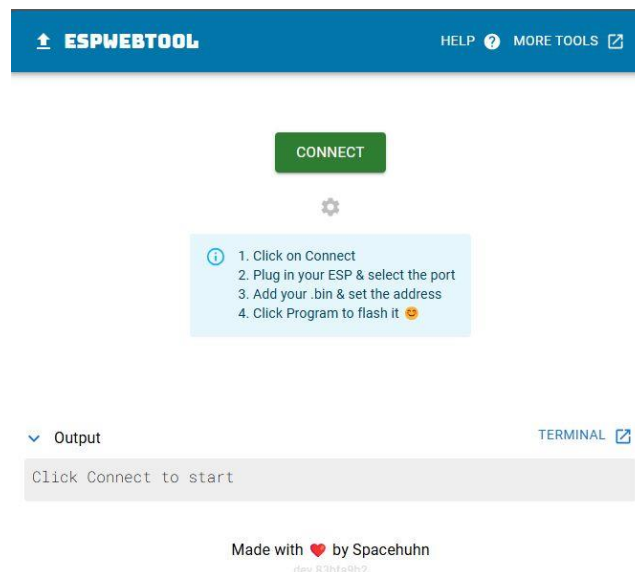 ESPWEBTOOL
HELP MORE TOOLS
CONNECT
1. Click on Connect
2. Plug in your ESP & select the port
3. Add your .bin & set the address
4. Click Program to flash it 😊
Output
TERMINAL
Click Connect to start
Made with ❤️ by Spacehuhn